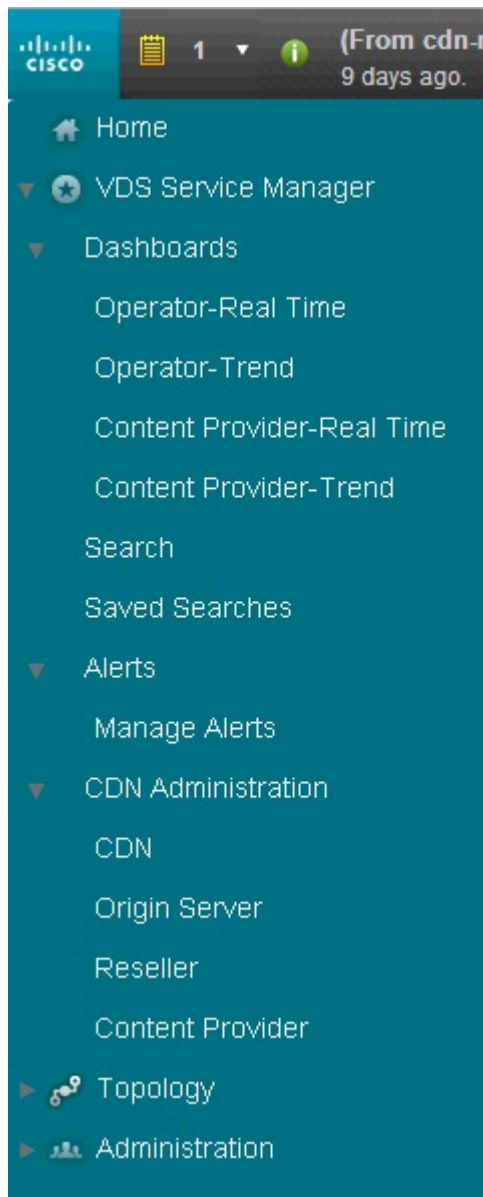 CISCO
1
(From cdn-
9 days ago.
Home
VDS Service Manager
Dashboards
Operator-Real Time
Operator-Trend
Content Provider-Real Time
Content Provider-Trend
Search
Saved Searches
Alerts
Manage Alerts
CDN Administration
CDN
Origin Server
Reseller
Content Provider
Topology
Administration